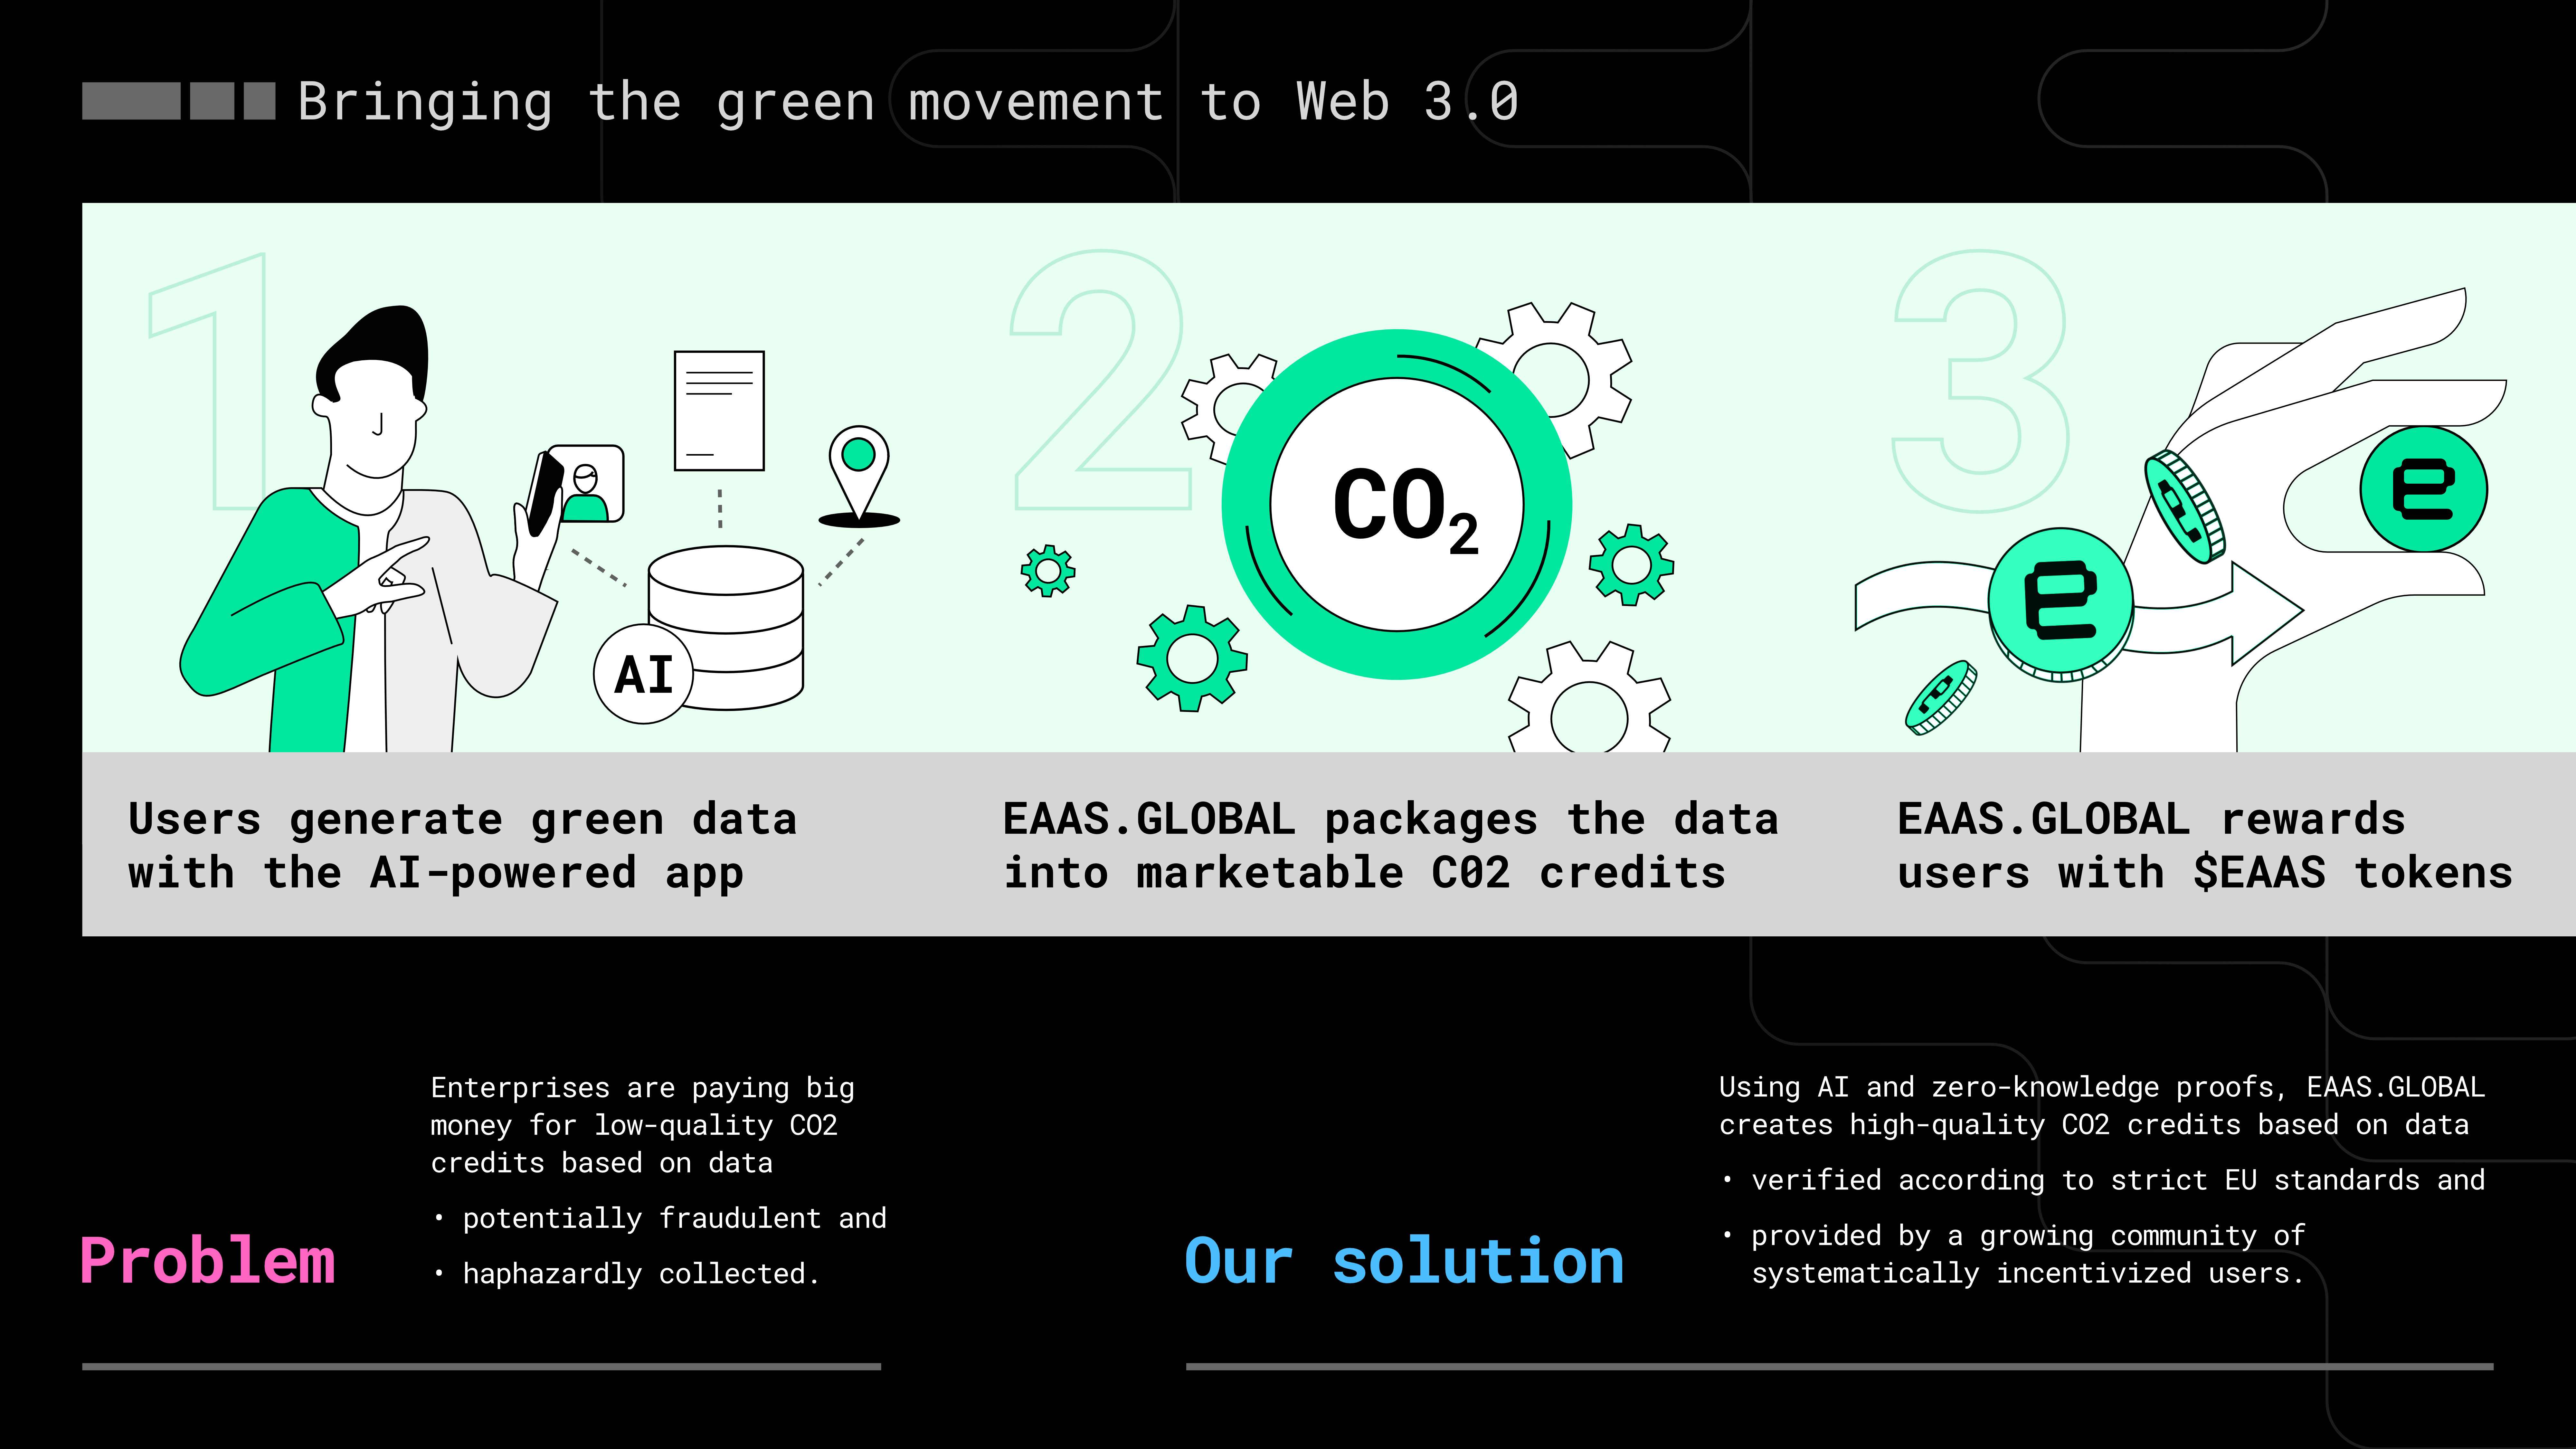 Bringing the green movement to Web 3.0
1
2
3
AI
CO₂
e
e
Users generate green data
with the AI-powered app
EAAS.GLOBAL packages the data
into marketable C02 credits
EAAS.GLOBAL rewards
users with $EAAS tokens
Problem
Enterprises are paying big
money for low-quality CO2
credits based on data
• potentially fraudulent and
• haphazardly collected.
Our solution
Using AI and zero-knowledge proofs, EAAS.GLOBAL
creates high-quality CO2 credits based on data
• verified according to strict EU standards and
• provided by a growing community of
systematically incentivized users.